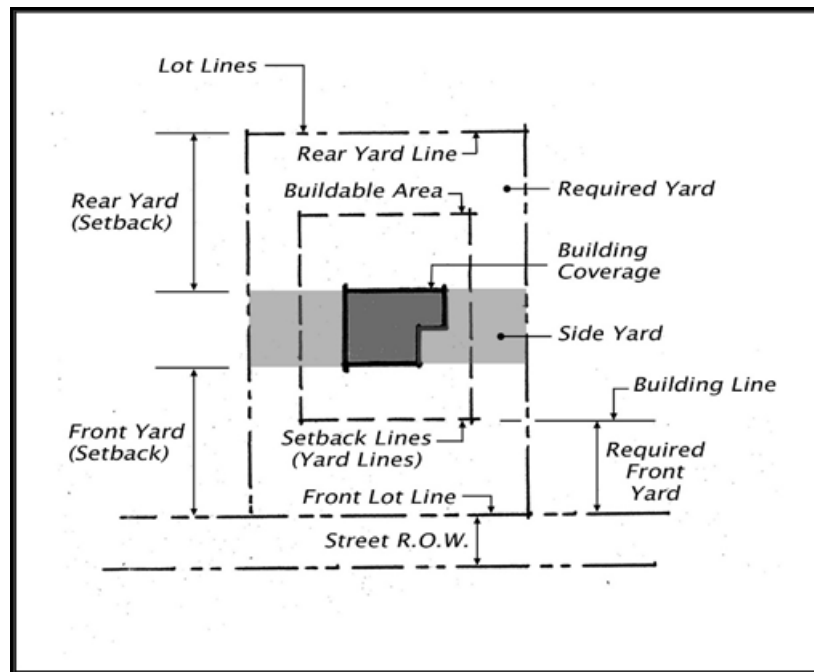 Lot Lines
Rear Yard Line
Rear Yard
(Setback)
Buildable Area
Required Yard
Building
Coverage
Side Yard
Building Line
Front Yard
(Setback)
Setback Lines
(Yard Lines)
Required
Front
Yard
Front Lot Line
Street R.O.W.